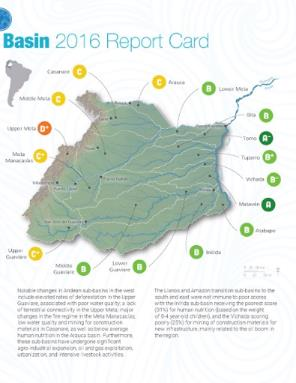 Basin 2016 Report Card
Casanare
C
C
Arauca
Middle Meta
C
B
Lower Meta
B
Bita
Upper Meta
D+
A-
Tomo
Meta
Manacacías
C+
B+
Tuparro
B-
Vichada
A
Matavén
B
Atabapo
Upper
Guaviare
C
B
Inírida
Middle
Guaviare
B
Lower
Guaviare
B
Notable changes in Andean sub-basins in the west
include elevated rates of deforestation in the Upper
Guaviare, associated with poor water quality; a lack
of terrestrial connectivity in the Upper Meta; major
changes in the fire regime in the Meta Manacacías;
low water quality and mining for construction
materials in Casanare; as well as below average
human nutrition in the Arauca basin. Furthermore,
these sub-basins have undergone significant
agro-industrial expansion, oil and gas exploitation,
urbanization, and intensive livestock activities.
The Llanos and Amazon transition sub-basins to the
south and east were not immune to poor scores
with the Inírida sub-basin receiving the poorest score
for human nutrition (based on the weight
of 0-4 year old children), and the Vichada scoring
poorly for mining of construction materials for
new infrastructure, mainly related to the oil boom in
the region.